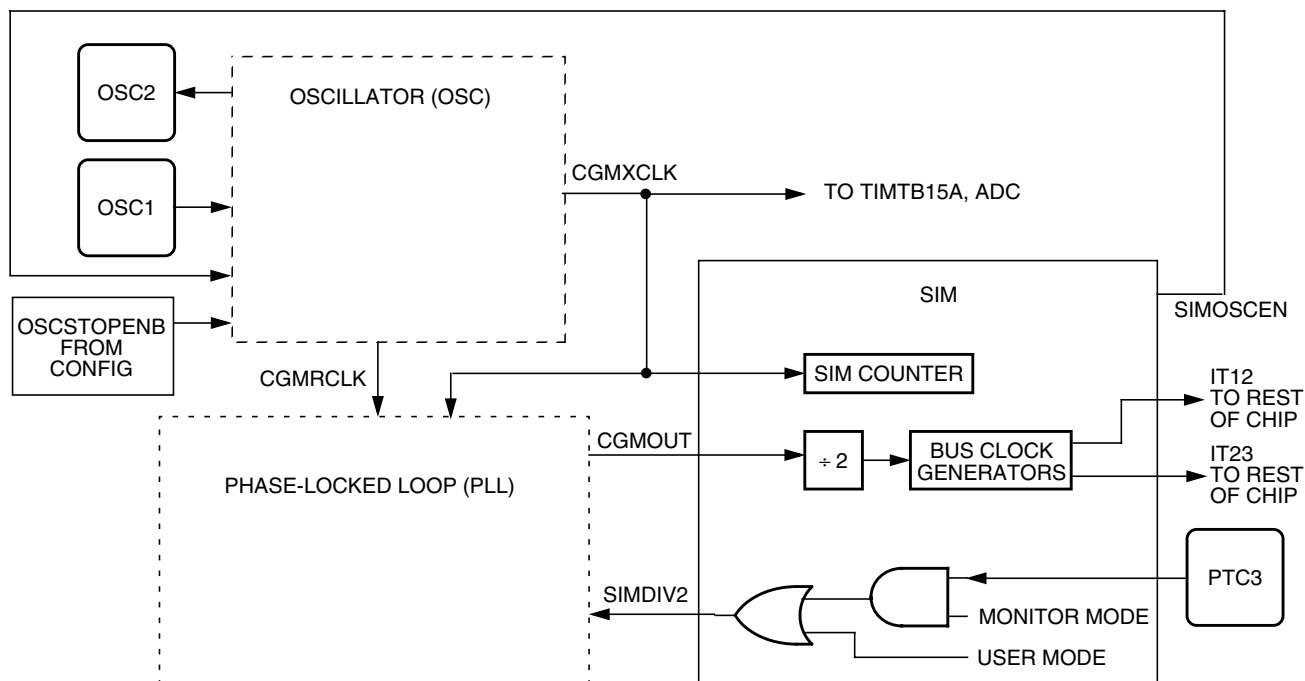 OSC2
OSCILLATOR (OSC)
CGMXCLK
OSC1
TO TIMTB15A, ADC
SIM
SIMOSCEN
OSCSTOPENB
FROM
CONFIG
CGMRCLK
SIM COUNTER
IT12
TO REST
OF CHIP
CGMOUT
÷ 2
BUS CLOCK
GENERATORS
IT23
TO REST
OF CHIP
PHASE-LOCKED LOOP (PLL)
SIMDIV2
PTC3
MONITOR MODE
USER MODE